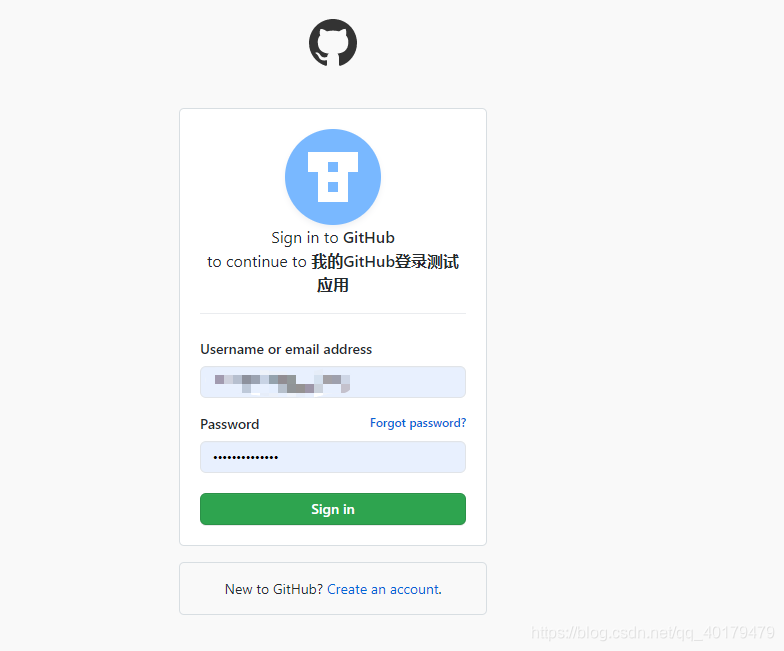 Sign in to GitHub
to continue to 我的GitHub登录测试
应用
Username or email address
Password Forgot password?
Sign in
New to GitHub? Create an account.
https://blog.csdn.net/qq_40179479